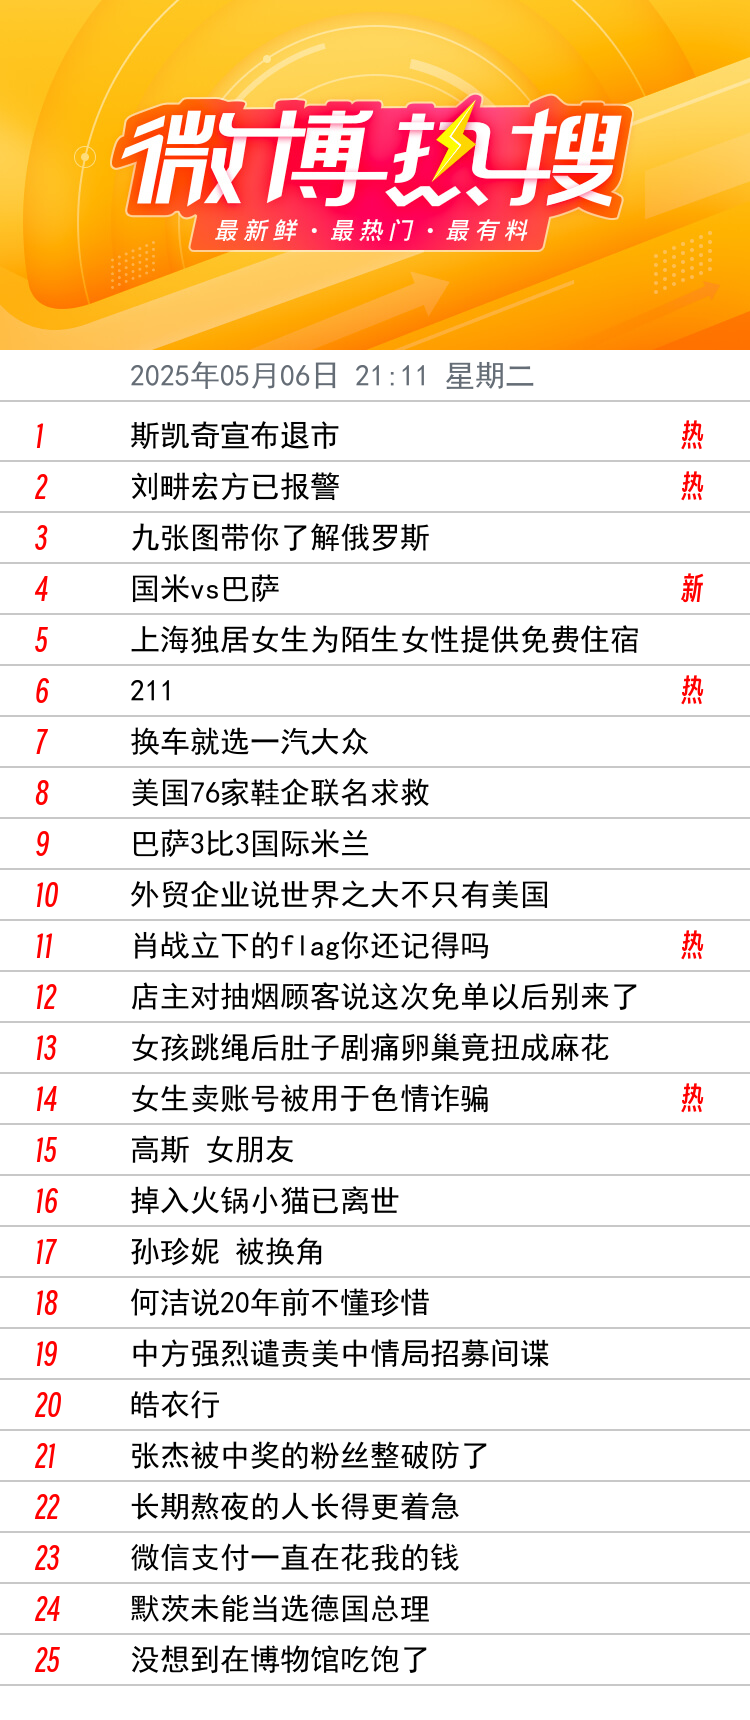 微博热搜
最新鲜·最热门·最有料
2025年05月06日 21:11 星期二
1 斯凯奇宣布退市 热
2 刘畊宏方已报警 热
3 九张图带你了解俄罗斯
4 国米vs巴萨 新
5 上海独居女生为陌生女性提供免费住宿
6 211 热
7 换车就选一汽大众
8 美国76家鞋企联名求救
9 巴萨3比3国际米兰
10 外贸企业说世界之大不只有美国
11 肖战立下的flag你还记得吗 热
12 店主对抽烟顾客说这次免单以后别来了
13 女孩跳绳后肚子剧痛卵巢竟扭成麻花
14 女生卖账号被用于色情诈骗 热
15 高斯 女朋友
16 掉入火锅小猫已离世
17 孙珍妮 被换角
18 何洁说20年前不懂珍惜
19 中方强烈谴责美中情局招募间谍
20 皓衣行
21 张杰被中奖的粉丝整破防了
22 长期熬夜的人长得更着急
23 微信支付一直在花我的钱
24 默茨未能当选德国总理
25 没想到在博物馆吃饱了